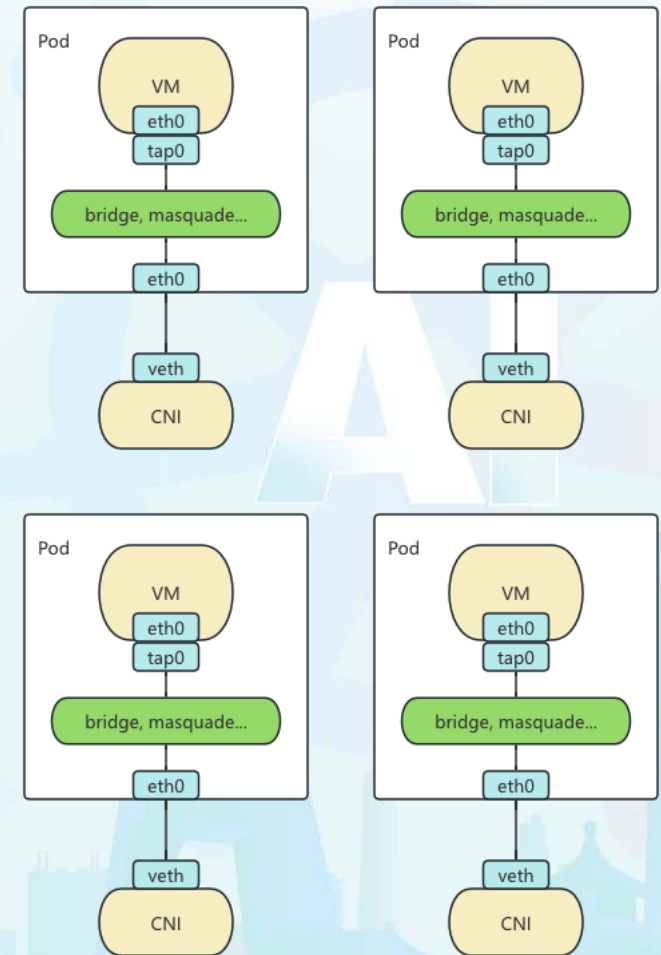 Pod
VM
eth0
tap0
bridge, masquade...
eth0
veth
CNI
Pod
VM
eth0
tap0
bridge, masquade...
eth0
veth
CNI
AI
Pod
VM
eth0
tap0
bridge, masquade...
eth0
veth
CNI
Pod
VM
eth0
tap0
bridge, masquade...
eth0
veth
CNI